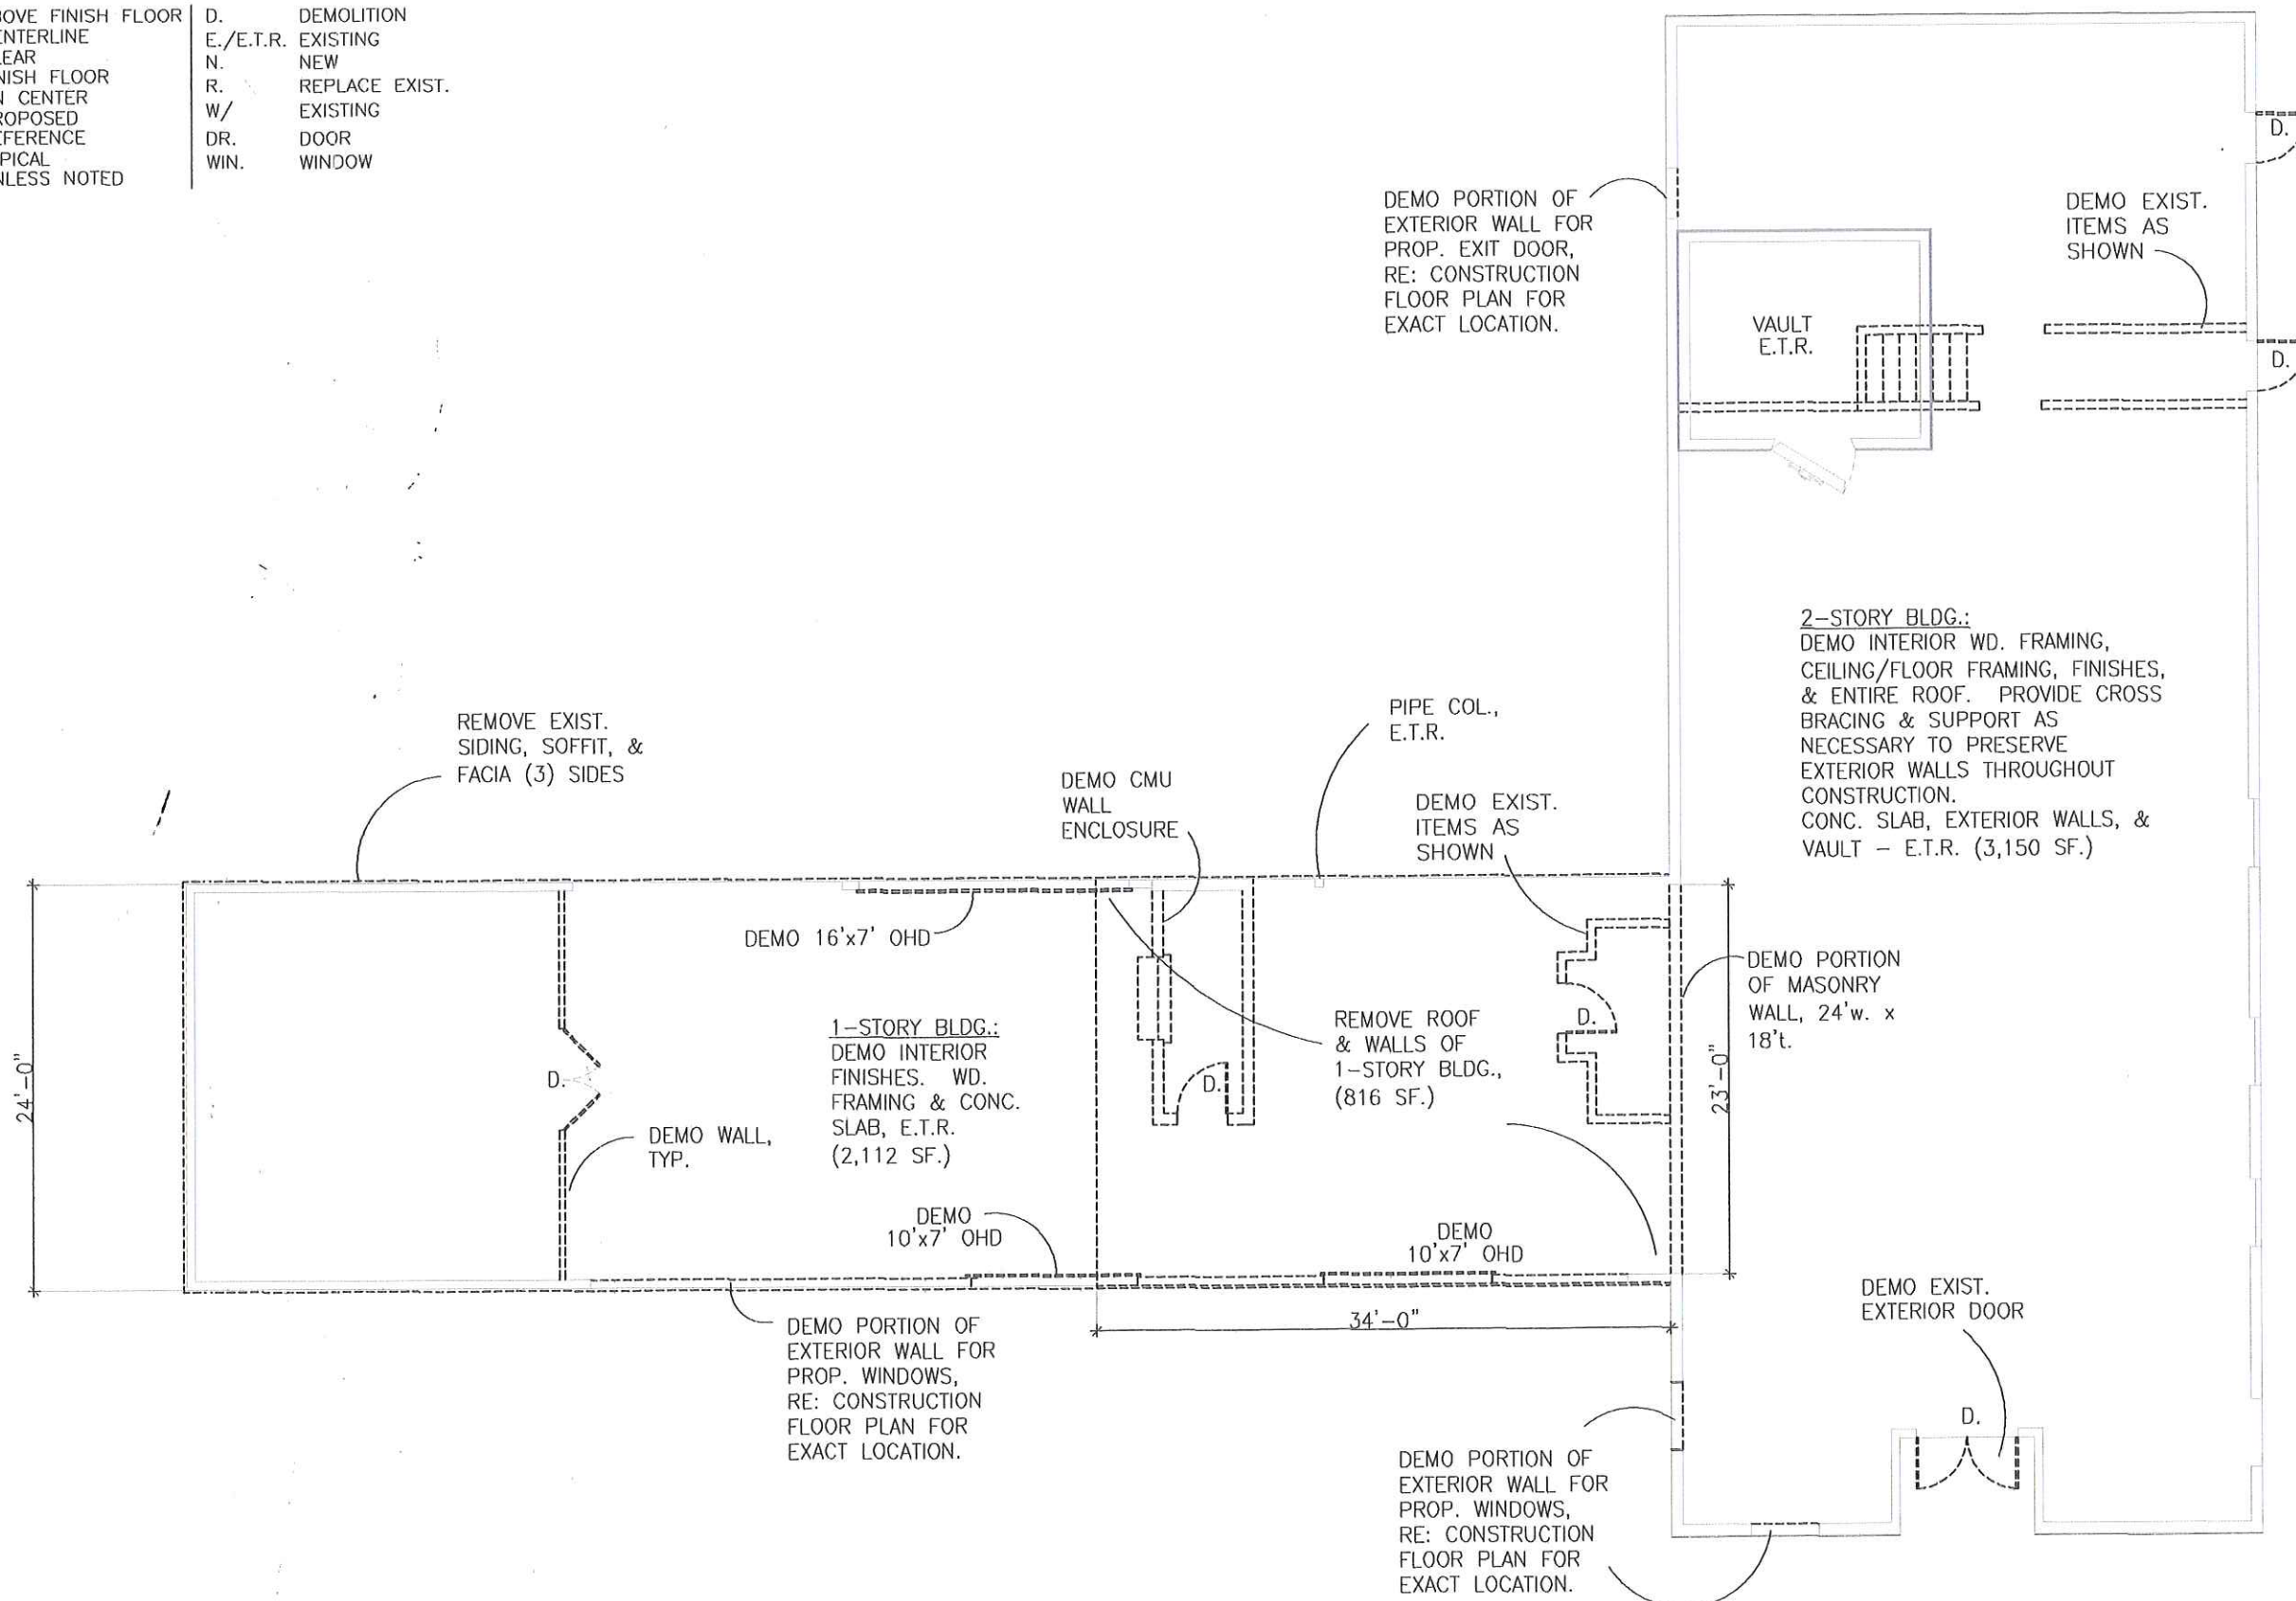 FINISH FLOOR
CENTER
NOTED
D. DEMOLITION
E./E.T.R. EXISTING
N. NEW
R. REPLACE EXIST.
W/ EXISTING
DR. DOOR
WIN. WINDOW
DEMO PORTION OF
EXTERIOR WALL FOR
PROP. EXIT DOOR,
RE: CONSTRUCTION
FLOOR PLAN FOR
EXACT LOCATION.
D.
DEMO EXIST.
ITEMS AS
SHOWN
VAULT
E.T.R.
D.
2-STORY BLDG.:
DEMO INTERIOR WD. FRAMING,
CEILING/FLOOR FRAMING, FINISHES,
& ENTIRE ROOF. PROVIDE CROSS
BRACING & SUPPORT AS
NECESSARY TO PRESERVE
EXTERIOR WALLS THROUGHOUT
CONSTRUCTION.
CONC. SLAB, EXTERIOR WALLS, &
VAULT - E.T.R. (3,150 SF.)
REMOVE EXIST.
SIDING, SOFFIT, &
FACIA (3) SIDES
PIPE COL.,
E.T.R.
DEMO CMU
WALL
ENCLOSURE
DEMO EXIST.
ITEMS AS
SHOWN
DEMO 16'x7' OHD
DEMO PORTION
OF MASONRY
WALL, 24'w. x
18't.
1-STORY BLDG.:
DEMO INTERIOR
FINISHES. WD.
FRAMING & CONC.
SLAB, E.T.R.
(2,112 SF.)
REMOVE ROOF
& WALLS OF
1-STORY BLDG.,
(816 SF.)
D.
D.
D.
24'-0"
23'-0"
DEMO WALL,
TYP.
DEMO
10'x7' OHD
DEMO
10'x7' OHD
34'-0"
DEMO EXIST.
EXTERIOR DOOR
DEMO PORTION OF
EXTERIOR WALL FOR
PROP. WINDOWS,
RE: CONSTRUCTION
FLOOR PLAN FOR
EXACT LOCATION.
D.
DEMO PORTION OF
EXTERIOR WALL FOR
PROP. WINDOWS,
RE: CONSTRUCTION
FLOOR PLAN FOR
EXACT LOCATION.